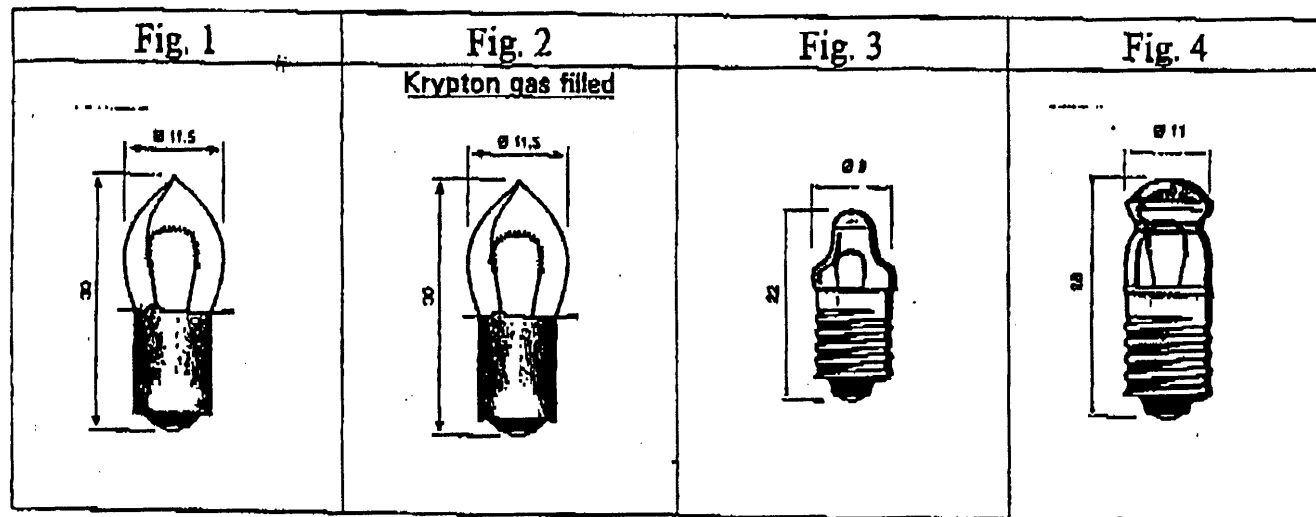 Fig. 1
Fig. 2
Fig. 3
Fig. 4
Krypton gas filled
Ø 11.5
Ø 11.5
Ø 9
Ø 11
30
30
22
28